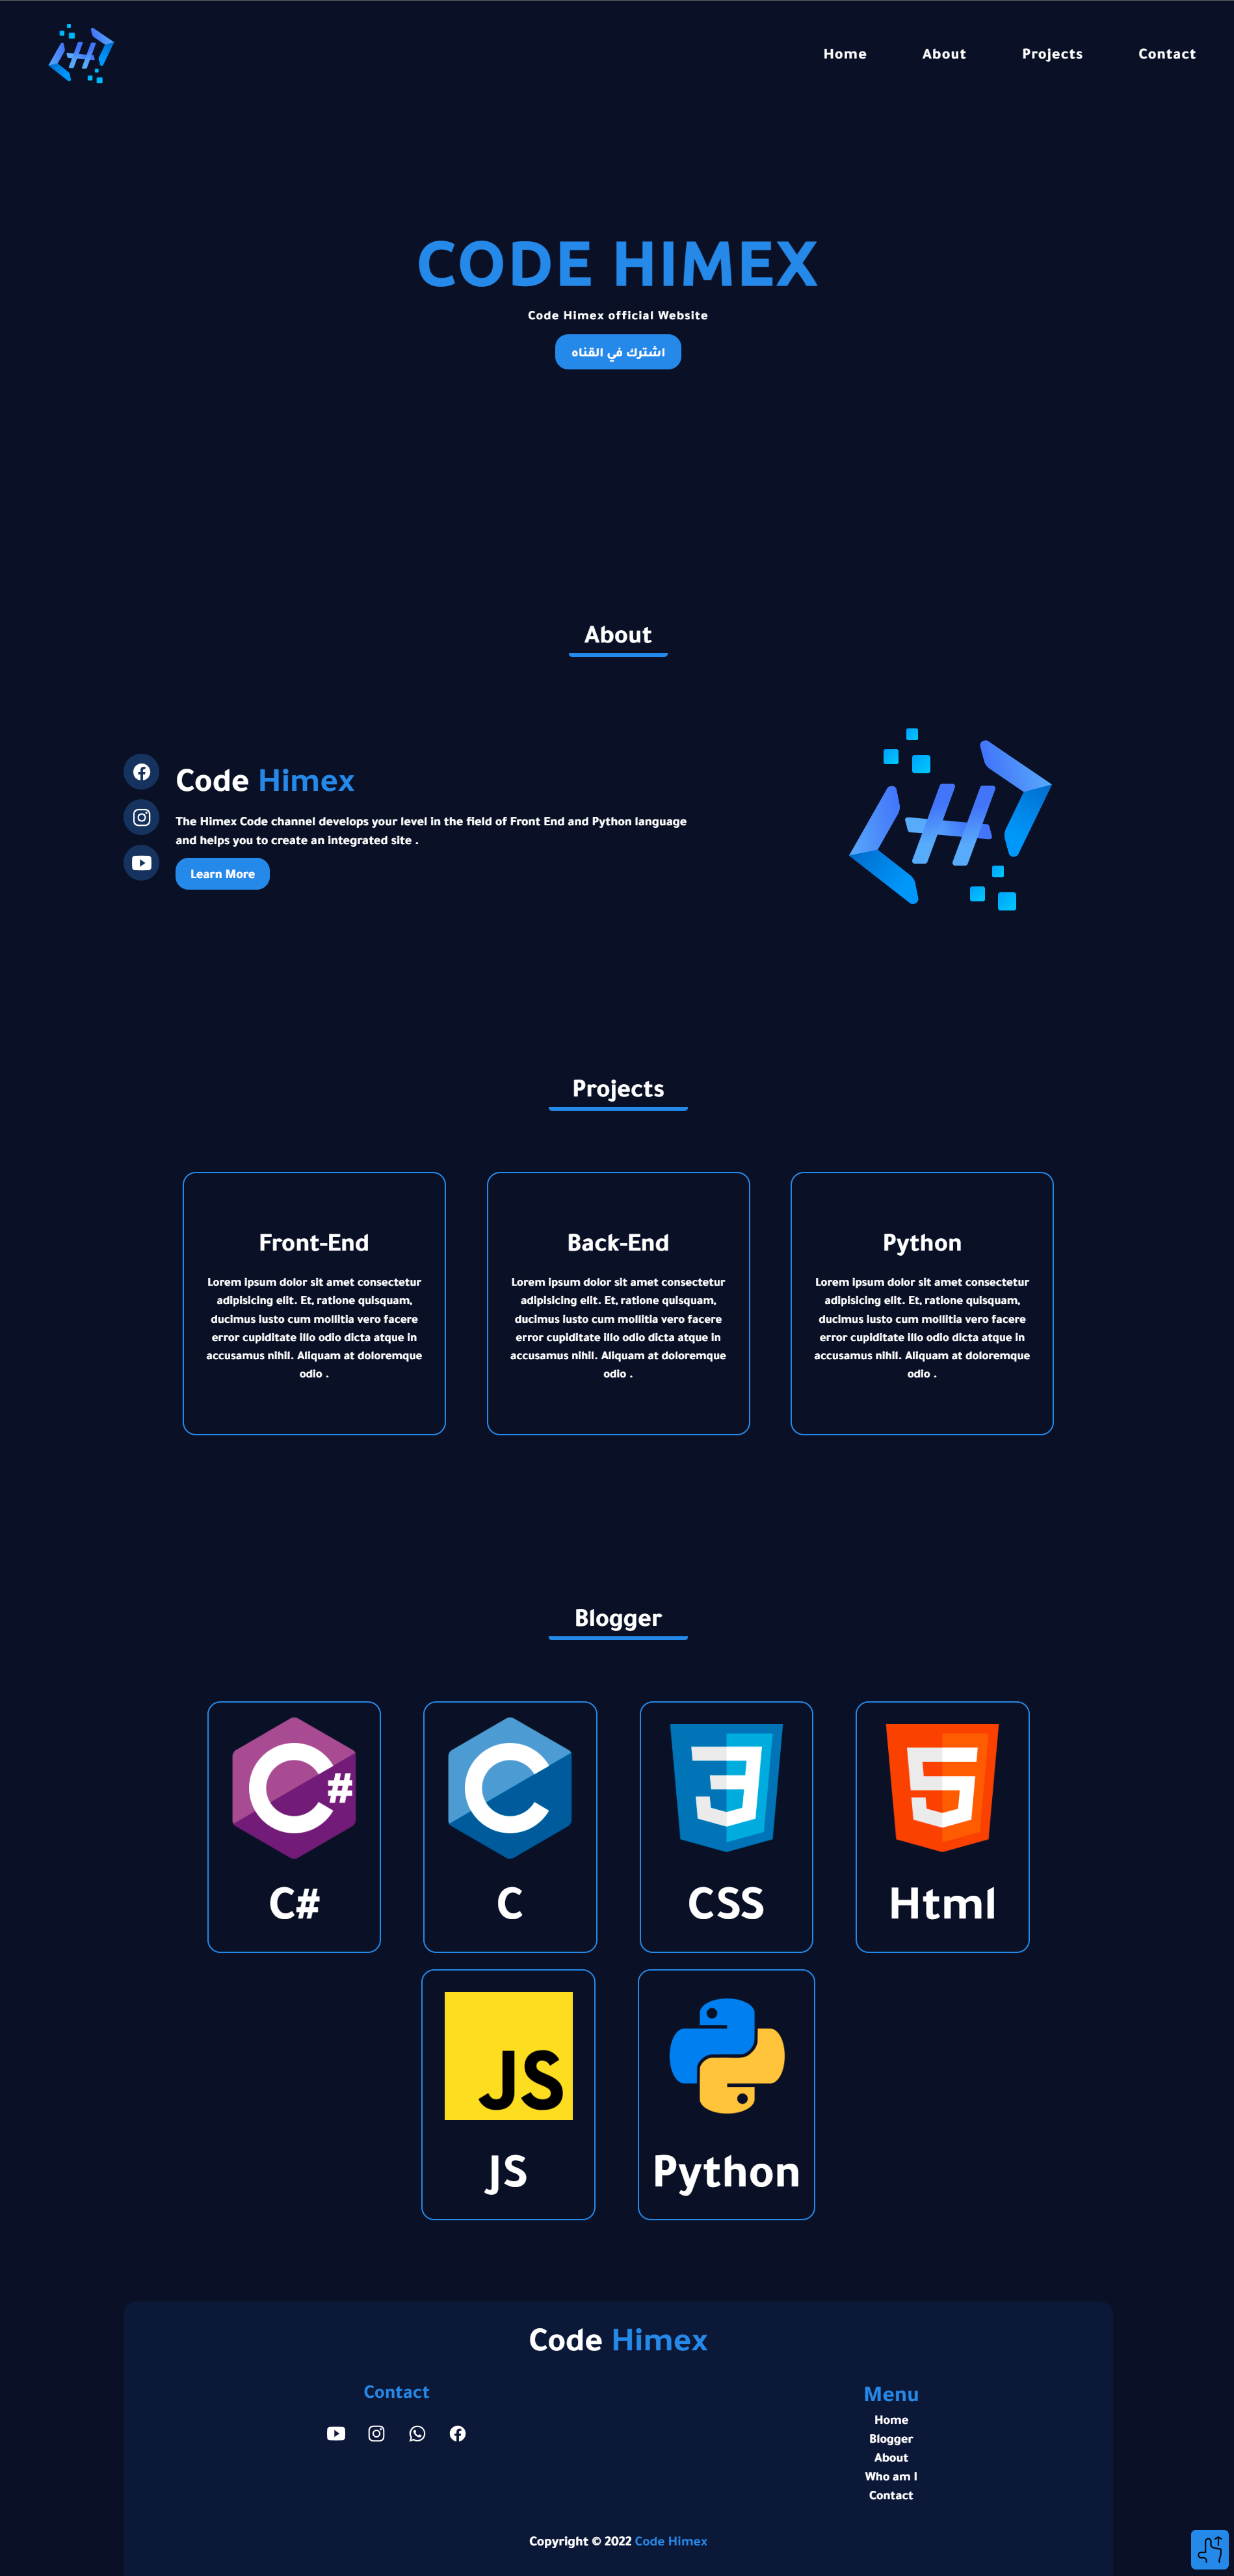 Home
About
Projects
Contact
CODE HIMEX
Code Himex official Website
اشترك في القناه
About
Code Himex
The Himex Code channel develops your level in the field of Front End and Python language
and helps you to create an integrated site .
Learn More
Projects
Front-End
Lorem ipsum dolor sit amet consectetur
adipisicing elit. Et, ratione quisquam,
ducimus iusto cum mollitia vero facere
error cupiditate illo odio dicta atque in
accusamus nihil. Aliquam at doloremque
odio .
Back-End
Lorem ipsum dolor sit amet consectetur
adipisicing elit. Et, ratione quisquam,
ducimus iusto cum mollitia vero facere
error cupiditate illo odio dicta atque in
accusamus nihil. Aliquam at doloremque
odio .
Python
Lorem ipsum dolor sit amet consectetur
adipisicing elit. Et, ratione quisquam,
ducimus iusto cum mollitia vero facere
error cupiditate illo odio dicta atque in
accusamus nihil. Aliquam at doloremque
odio .
Blogger
C#
C#
C
C
3
CSS
5
Html
JS
JS
Python
Code Himex
Contact
Menu
Home
Blogger
About
Who am I
Contact
Copyright © 2022 Code Himex